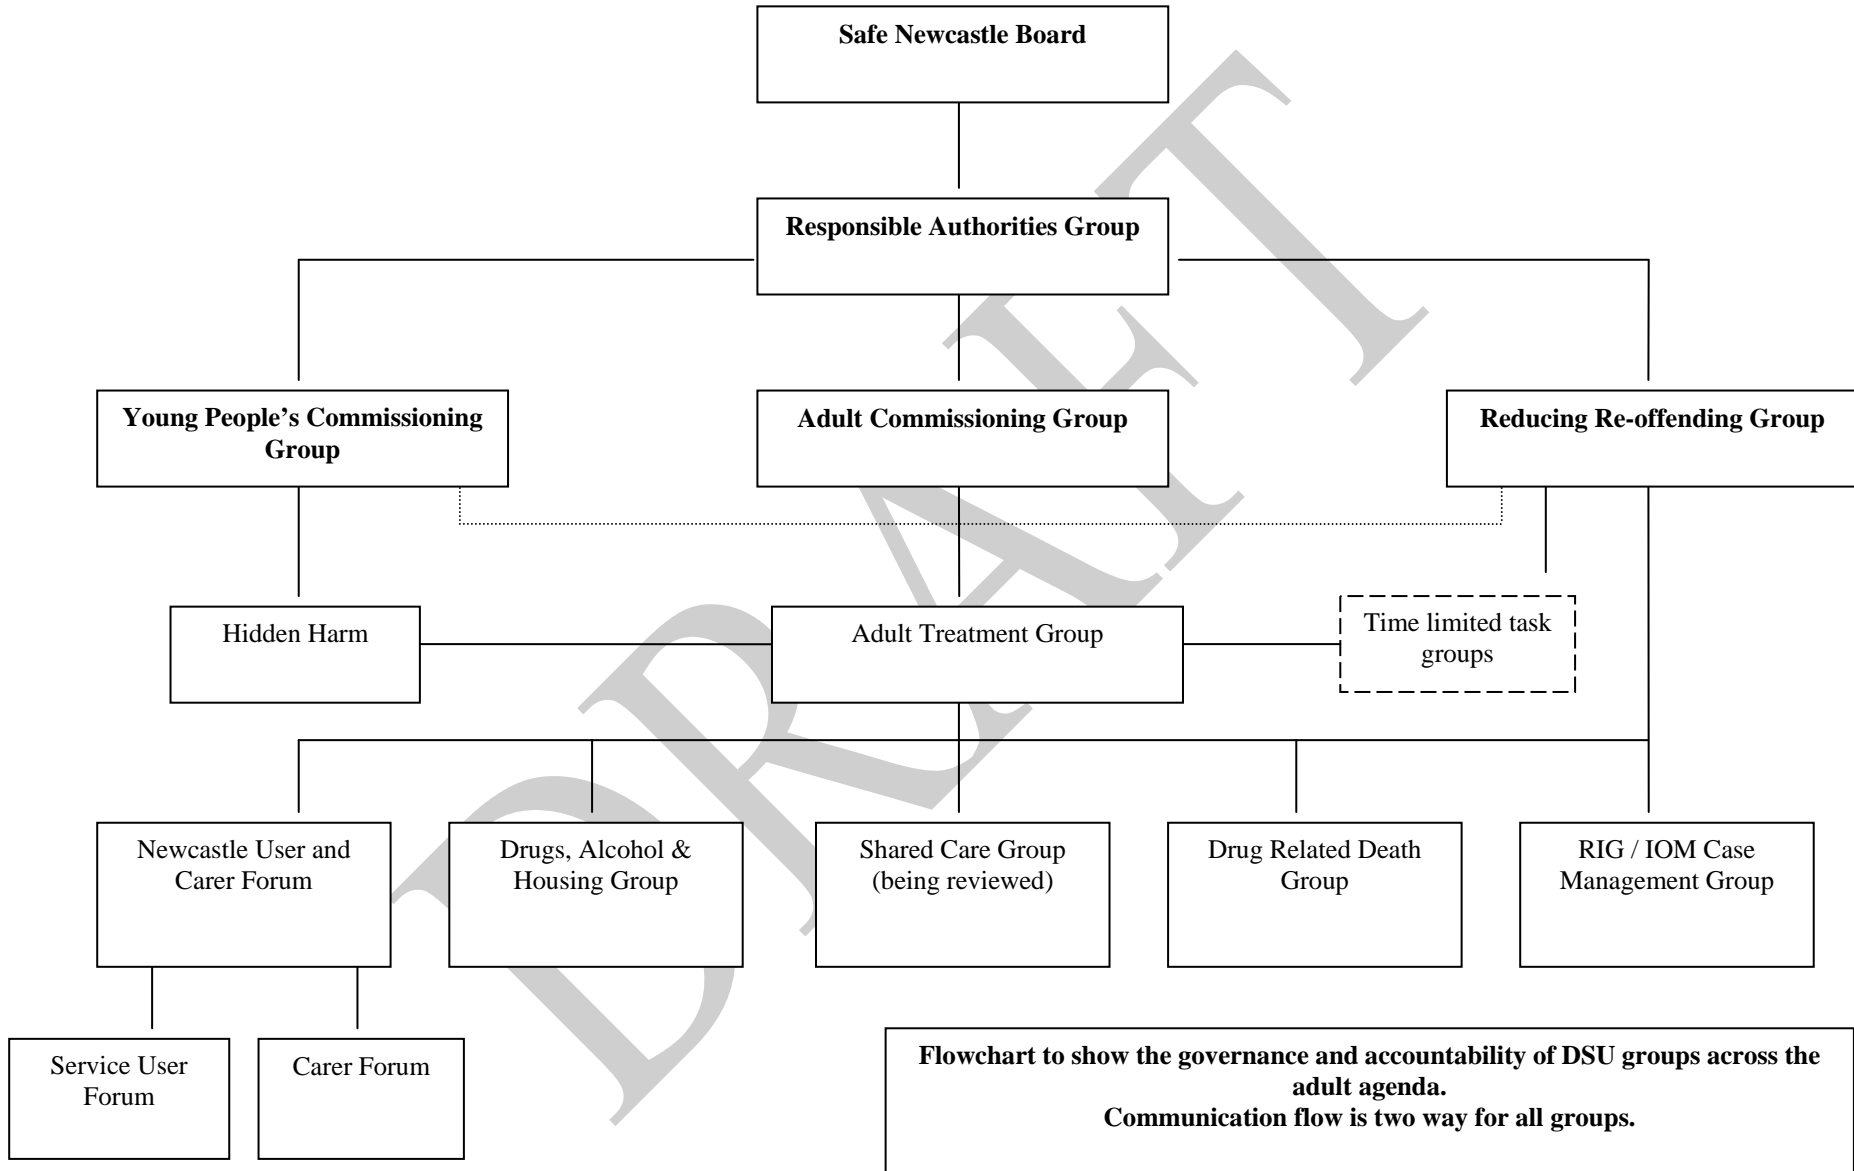 Safe Newcastle Board
Responsible Authorities Group
Young People’s Commissioning
Group
Adult Commissioning Group
Reducing Re-offending Group
Hidden Harm
Adult Treatment Group
Time limited task
groups
Newcastle User and
Carer Forum
Drugs, Alcohol &
Housing Group
Shared Care Group
(being reviewed)
Drug Related Death
Group
RIG / IOM Case
Management Group
Service User
Forum
Carer Forum
Flowchart to show the governance and accountability of DSU groups across the
adult agenda.
Communication flow is two way for all groups.
DRAFT